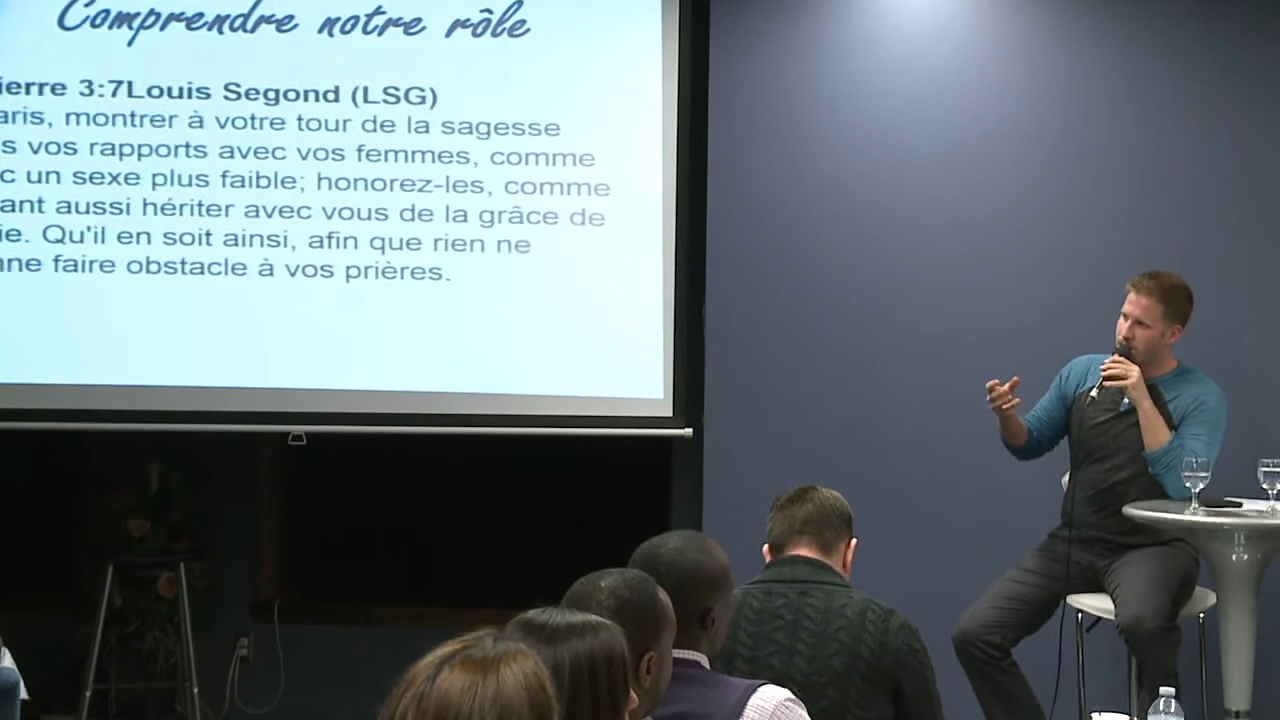 Comprendre notre rôle
ierre 3:7Louis Segond (LSG)
aris, montrer à votre tour de la sagesse
s vos rapports avec vos femmes, comme
c un sexe plus faible; honorez-les, comme
ant aussi hériter avec vous de la grâce de
ie. Qu'il en soit ainsi, afin que rien ne
nne faire obstacle à vos prières.